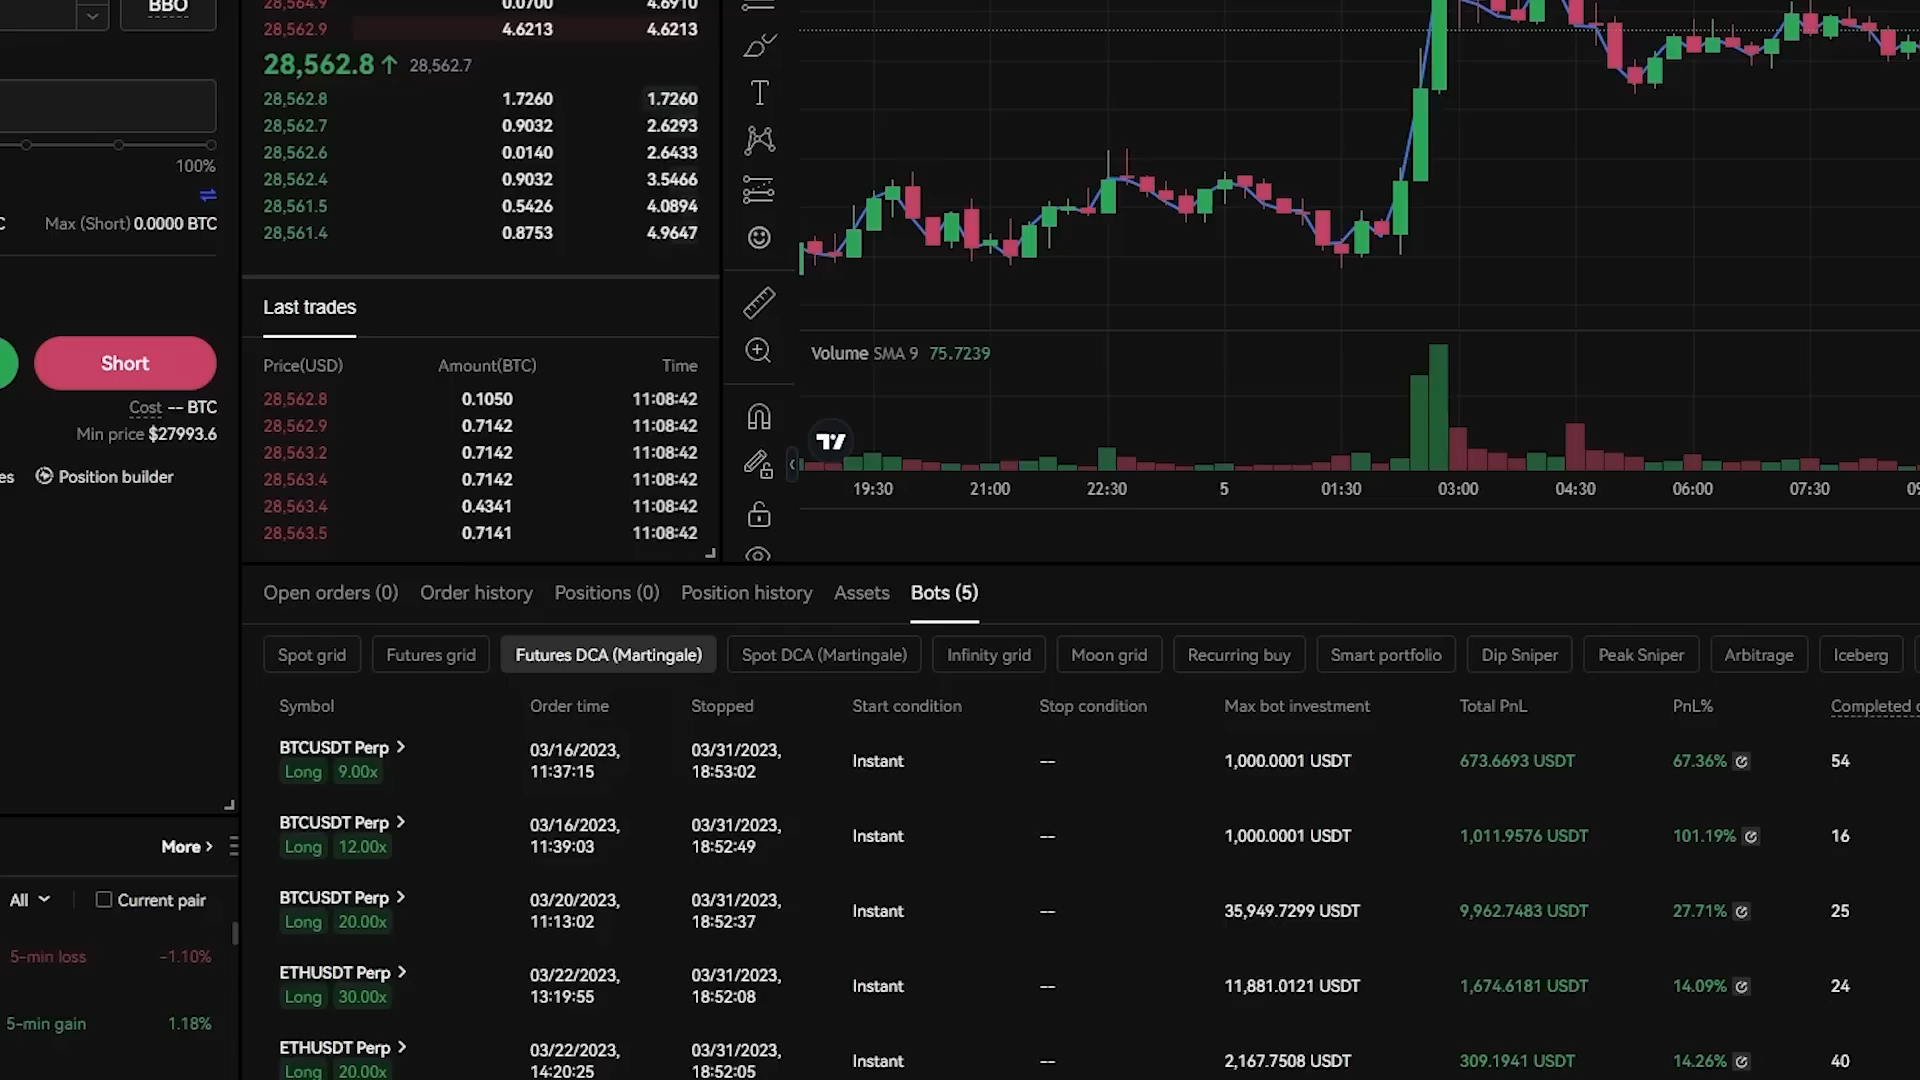 BBO
28,564.9 0.0700 4.6910
28,562.9 4.6213 4.6213
28,562.8 ↑ 28,562.7
28,562.8 1.7260 1.7260
28,562.7 0.9032 2.6293
28,562.6 0.0140 2.6433
28,562.4 0.9032 3.5466
28,561.5 0.5426 4.0894
28,561.4 0.8753 4.9647
100%
C Max (Short) 0.0000 BTC
Short
Cost -- BTC
Min price $27993.6
es Position builder
Last trades
Price(USD) Amount(BTC) Time
28,562.8 0.1050 11:08:42
28,562.9 0.7142 11:08:42
28,563.2 0.7142 11:08:42
28,563.4 0.7142 11:08:42
28,563.4 0.4341 11:08:42
28,563.5 0.7141 11:08:42
Volume SMA 9 75.7239
19:30 21:00 22:30 5 01:30 03:00 04:30 06:00 07:30 09
Open orders (0) Order history Positions (0) Position history Assets Bots (5)
Spot grid Futures grid Futures DCA (Martingale) Spot DCA (Martingale) Infinity grid Moon grid Recurring buy Smart portfolio Dip Sniper Peak Sniper Arbitrage Iceberg
Symbol Order time Stopped Start condition Stop condition Max bot investment Total PnL PnL% Completed c
BTCUSDT Perp > 03/16/2023, 03/31/2023,
Long 9.00x 11:37:15 18:53:02 Instant -- 1,000.0001 USDT 673.6693 USDT 67.36% 54
BTCUSDT Perp > 03/16/2023, 03/31/2023,
Long 12.00x 11:39:03 18:52:49 Instant -- 1,000.0001 USDT 1,011.9576 USDT 101.19% 16
BTCUSDT Perp > 03/20/2023, 03/31/2023,
Long 20.00x 11:13:02 18:52:37 Instant -- 35,949.7299 USDT 9,962.7483 USDT 27.71% 25
ETHUSDT Perp > 03/22/2023, 03/31/2023,
Long 30.00x 13:19:55 18:52:08 Instant -- 11,881.0121 USDT 1,674.6181 USDT 14.09% 24
ETHUSDT Perp > 03/22/2023, 03/31/2023,
Long 20.00x 14:20:25 18:52:05 Instant -- 2,167.7508 USDT 309.1941 USDT 14.26% 40
More >
All Current pair
5-min loss -1.10%
5-min gain 1.18%